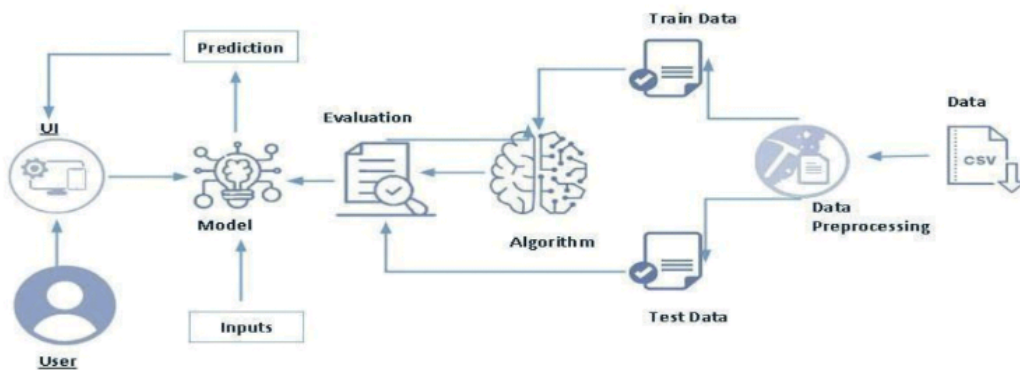 Train Data
Prediction
Evaluation
Data
UI
CSV
Model
Algorithm
Data
Preprocessing
Inputs
Test Data
User